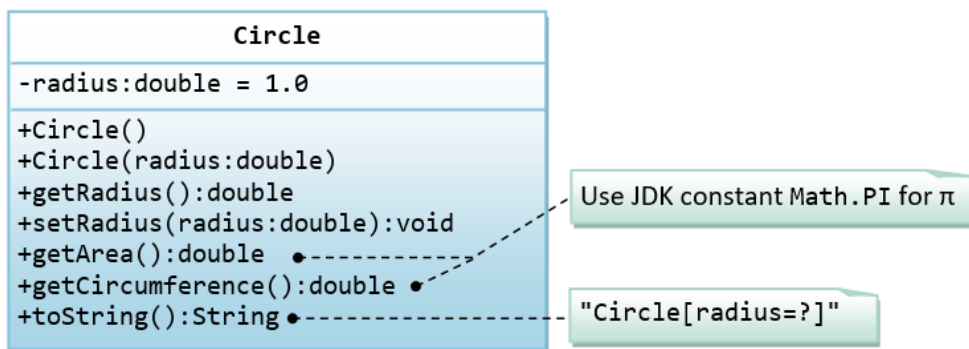 Circle
-radius:double = 1.0
+Circle()
+Circle(radius:double)
+getRadius():double
+setRadius(radius:double):void
+getArea():double
+getCircumference():double
+toString():String
Use JDK constant Math.PI for π
"Circle[radius=?]"